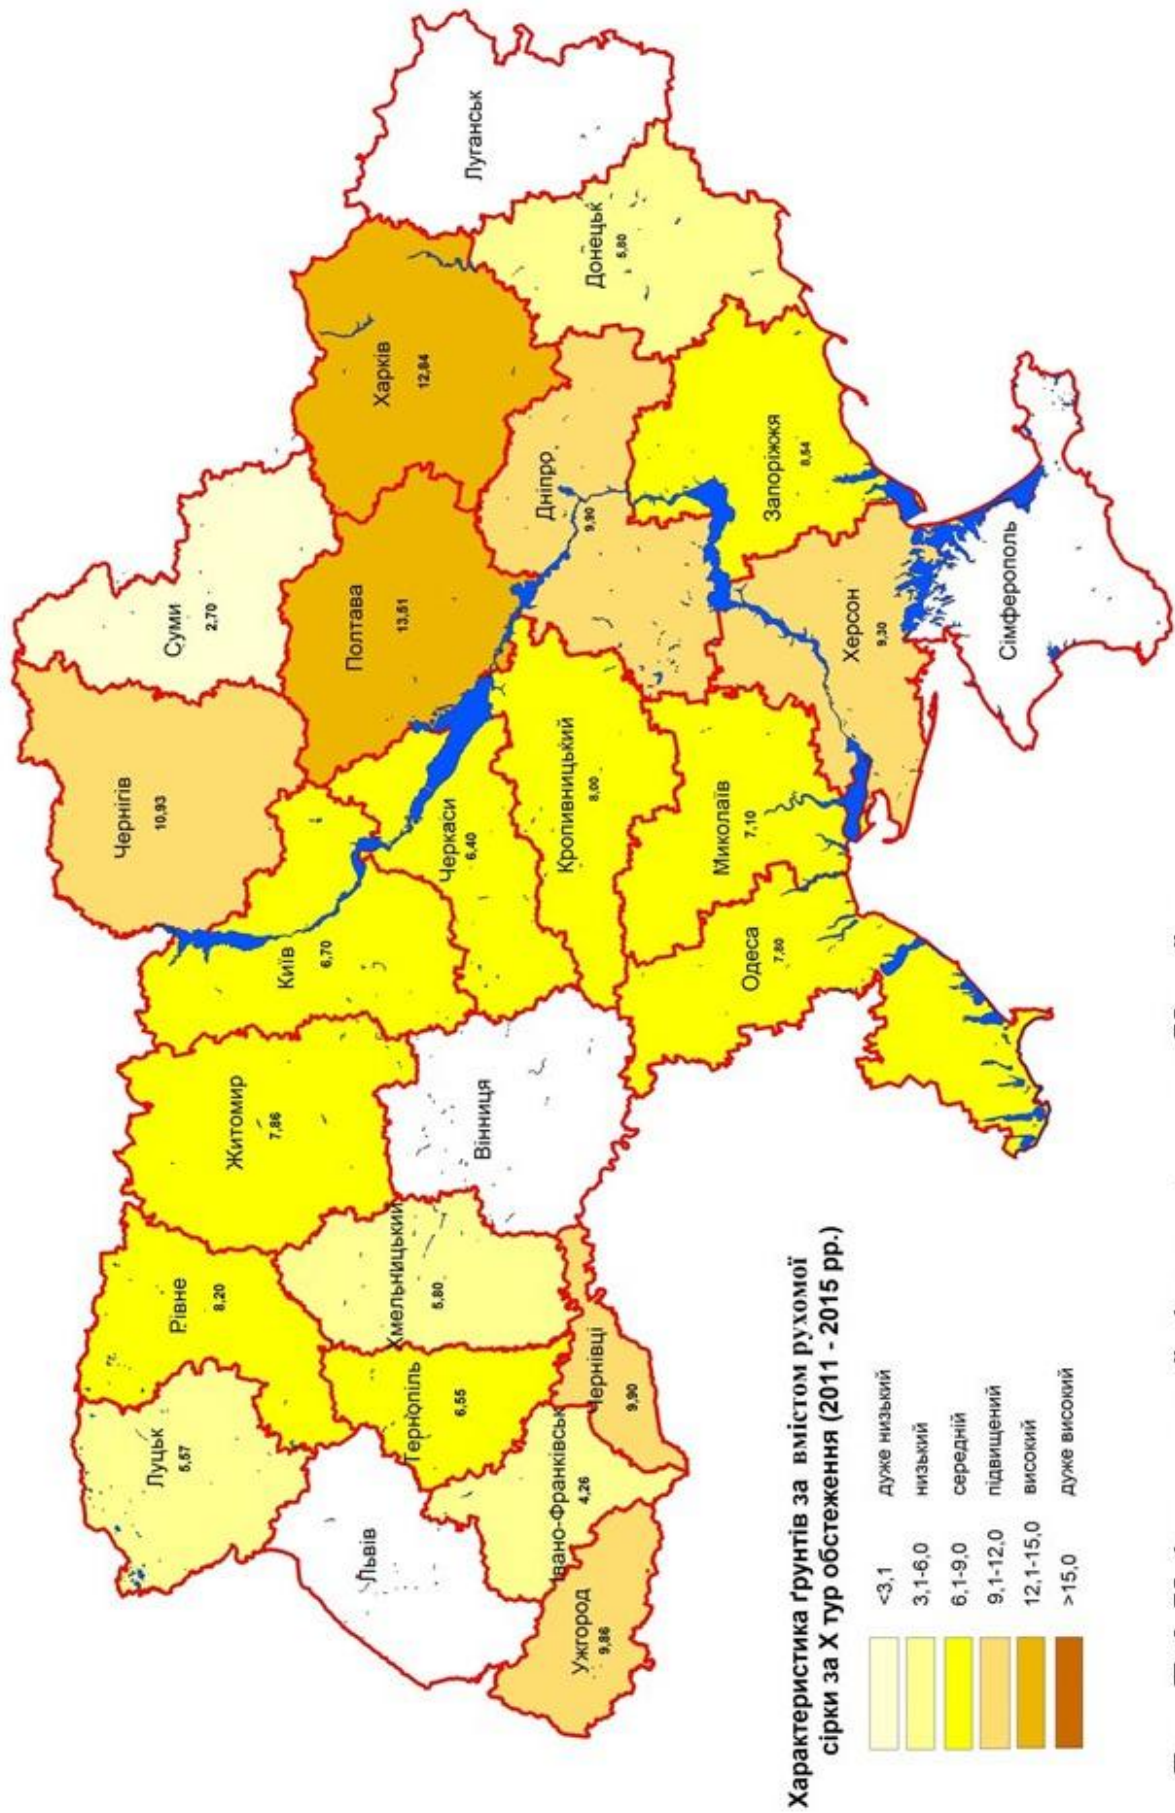 Луганськ
Харків
12,84
Донецьк
5,80
Суми
2,70
Полтава
13,51
Дніпро
9,90
Запоріжжя
8,54
Чернігів
10,93
Херсон
9,30
Сімферополь
Київ
6,70
Черкаси
6,40
Кропивницький
8,00
Миколаїв
7,10
Одеса
7,80
Житомир
7,86
Вінниця
Рівне
8,20
Хмельницький
5,80
Луцьк
5,57
Тернопіль
6,55
Чернівці
9,90
Івано-Франківськ
4,26
Львів
Ужгород
9,86
Характеристика ґрунтів за вмістом рухомої
сірки за Х тур обстеження (2011 - 2015 рр.)
<3,1 дуже низький
3,1-6,0 низький
6,1-9,0 середній
9,1-12,0 підвищений
12,1-15,0 високий
>15,0 дуже високий